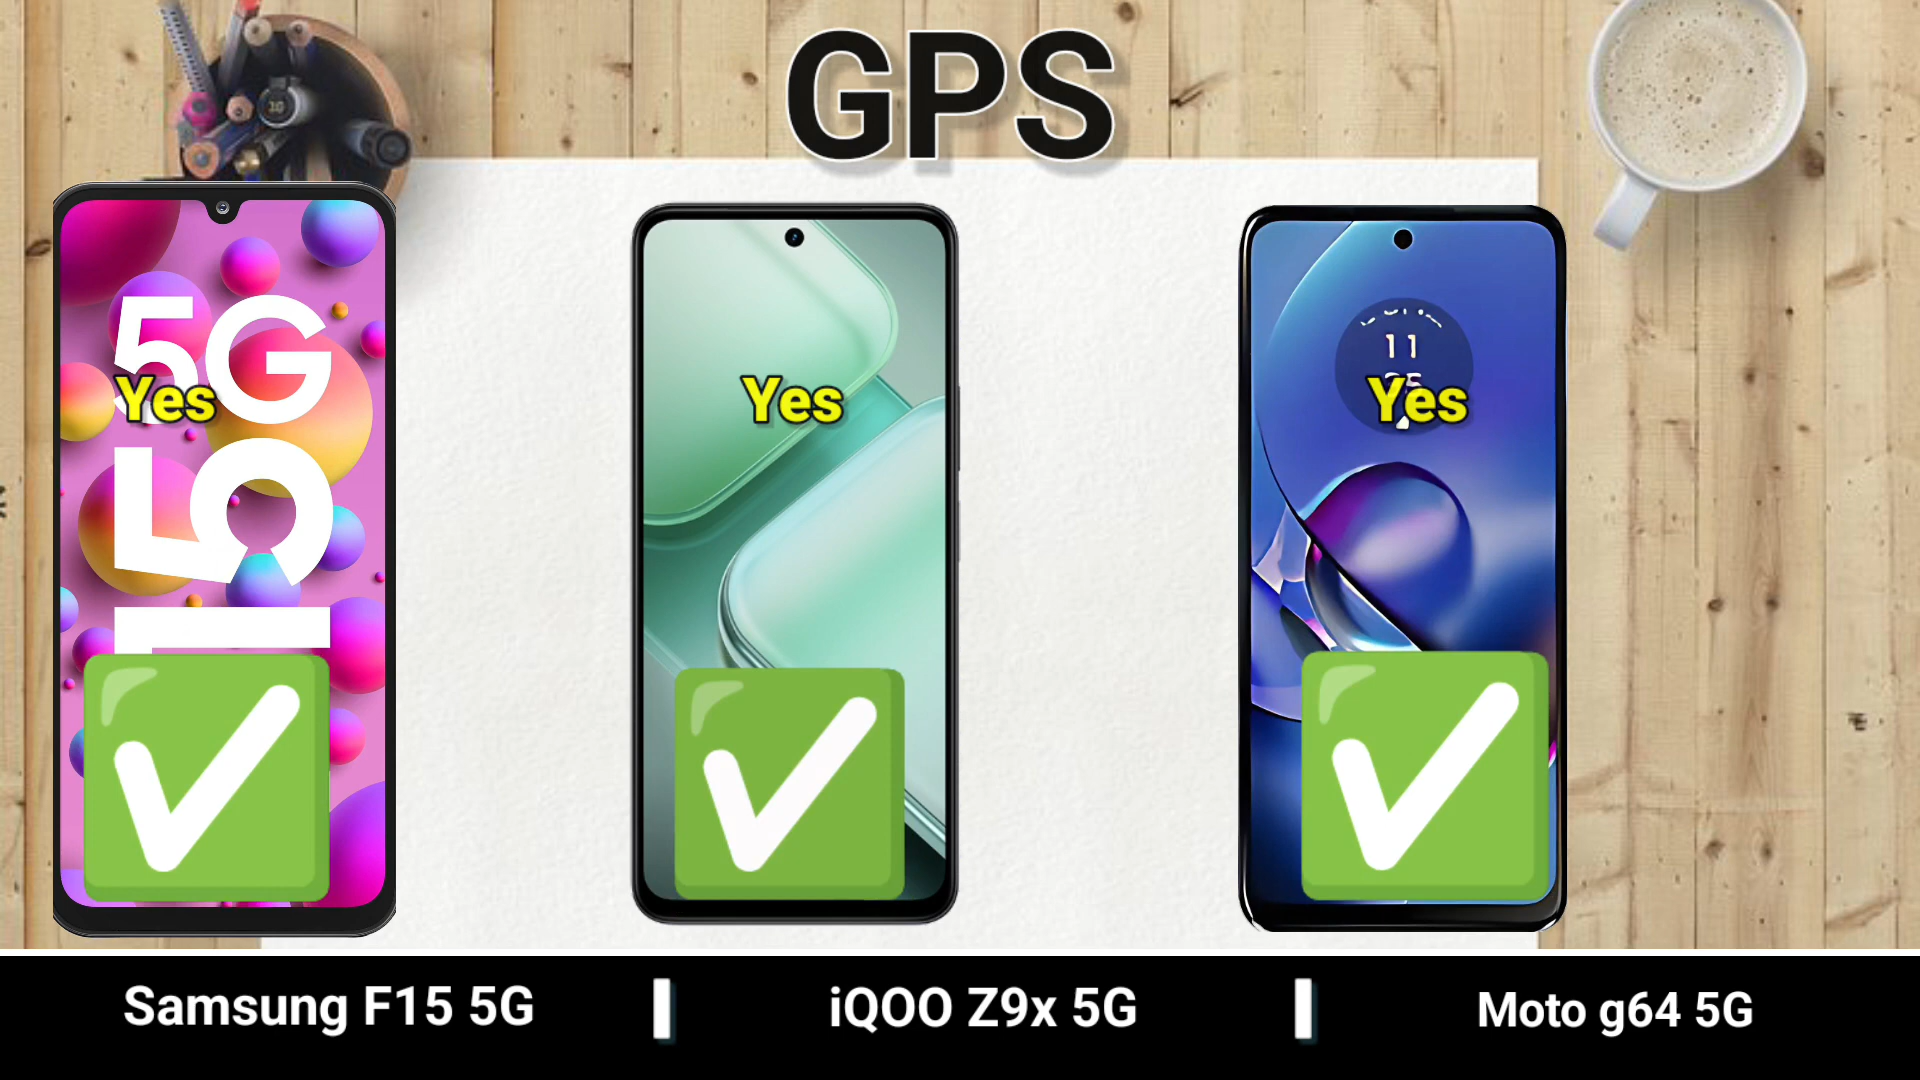 GPS
5G
15
11
Yes
Yes
Yes
Samsung F15 5G
iQOO Z9x 5G
Moto g64 5G